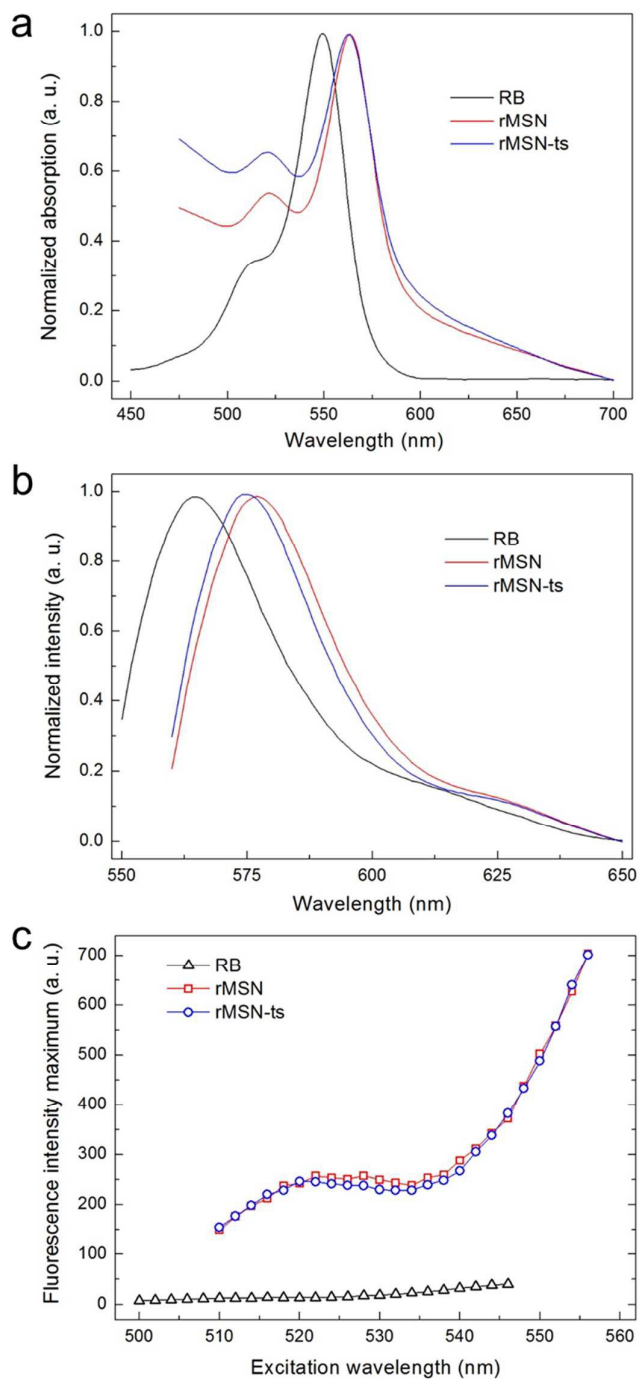 a
Normalized absorption (a. u.)
1.0
0.8
0.6
0.4
0.2
0.0
RB
rMSN
rMSN-ts
450 500 550 600 650 700
Wavelength (nm)
b
Normalized intensity (a. u.)
1.0
0.8
0.6
0.4
0.2
0.0
RB
rMSN
rMSN-ts
550 575 600 625 650
Wavelength (nm)
c
Fluorescence intensity maximum (a. u.)
700
600
500
400
300
200
100
0
RB
rMSN
rMSN-ts
500 510 520 530 540 550 560
Excitation wavelength (nm)